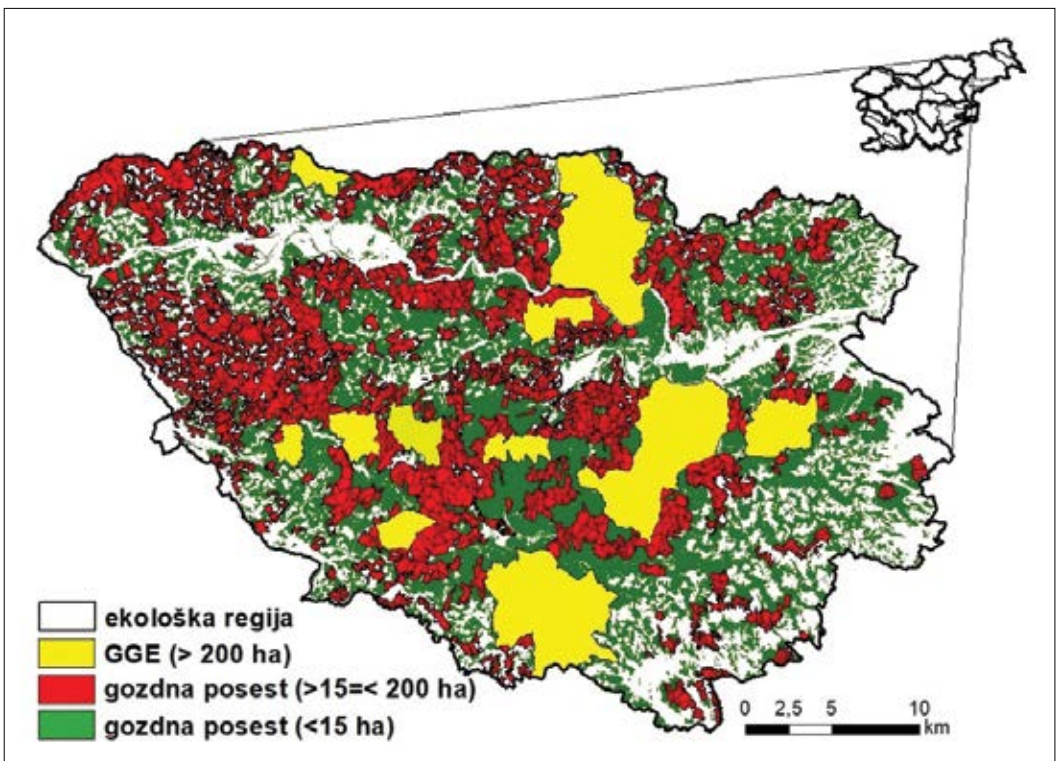 ekološka regija
GGE (> 200 ha)
gozdna posest (>15=< 200 ha)
gozdna posest (<15 ha)
0 2,5 5 10
km